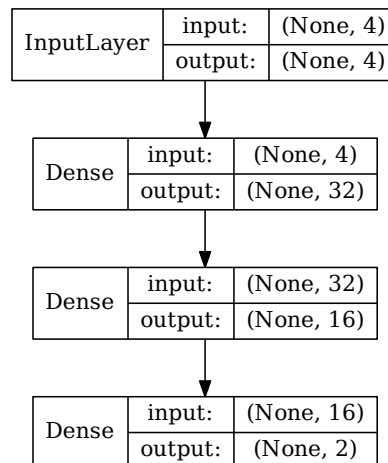 InputLayer input: (None, 4)
output: (None, 4)
Dense input: (None, 4)
output: (None, 32)
Dense input: (None, 32)
output: (None, 16)
Dense input: (None, 16)
output: (None, 2)